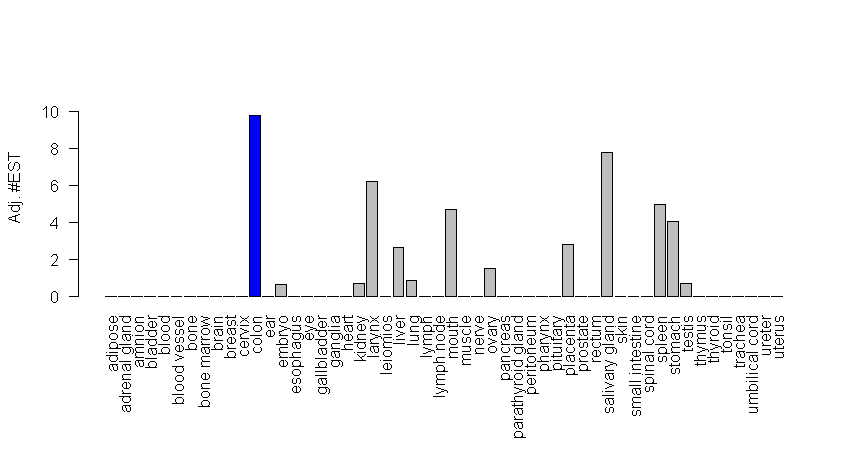 Adj. #EST
10
8
6
4
2
0
adipose
adrenal gland
amnion
bladder
blood
blood vessel
bone
bone marrow
brain
breast
cervix
colon
ear
embryo
esophagus
eye
gallbladder
ganglia
heart
kidney
larynx
leiomios
liver
lung
lymph
lymph node
mouth
muscle
nerve
ovary
pancreas
parathyroid gland
peritoneum
pharynx
pituitary
placenta
prostate
rectum
salivary gland
skin
small intestine
spinal cord
spleen
stomach
testis
thymus
thyroid
tonsil
trachea
umbilical cord
ureter
uterus